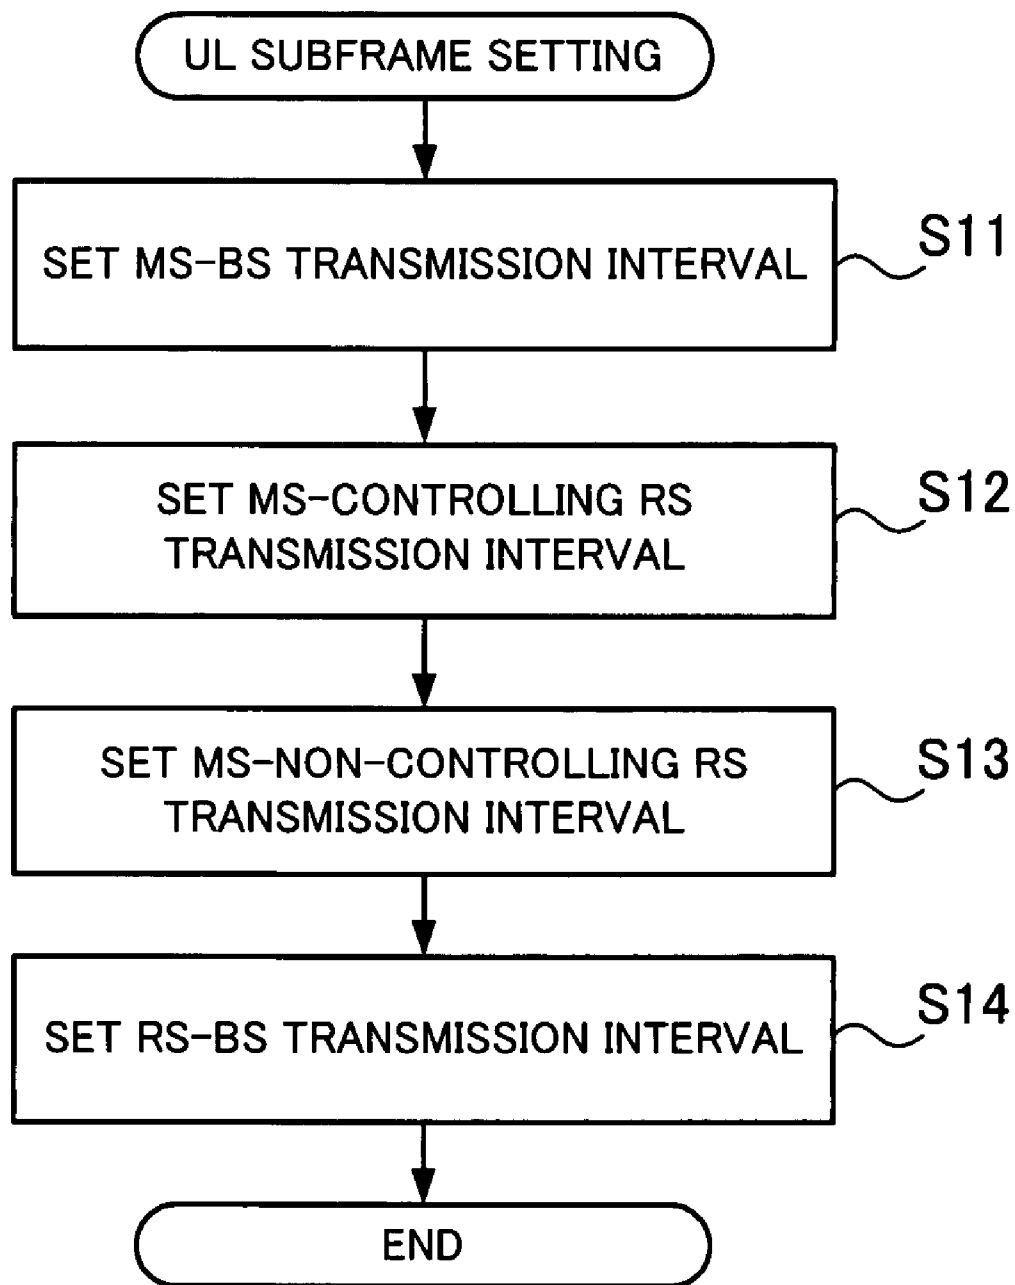 UL SUBFRAME SETTING
SET MS-BS TRANSMISSION INTERVAL
S11
SET MS-CONTROLLING RS
TRANSMISSION INTERVAL
S12
SET MS-NON-CONTROLLING RS
TRANSMISSION INTERVAL
S13
SET RS-BS TRANSMISSION INTERVAL
S14
END